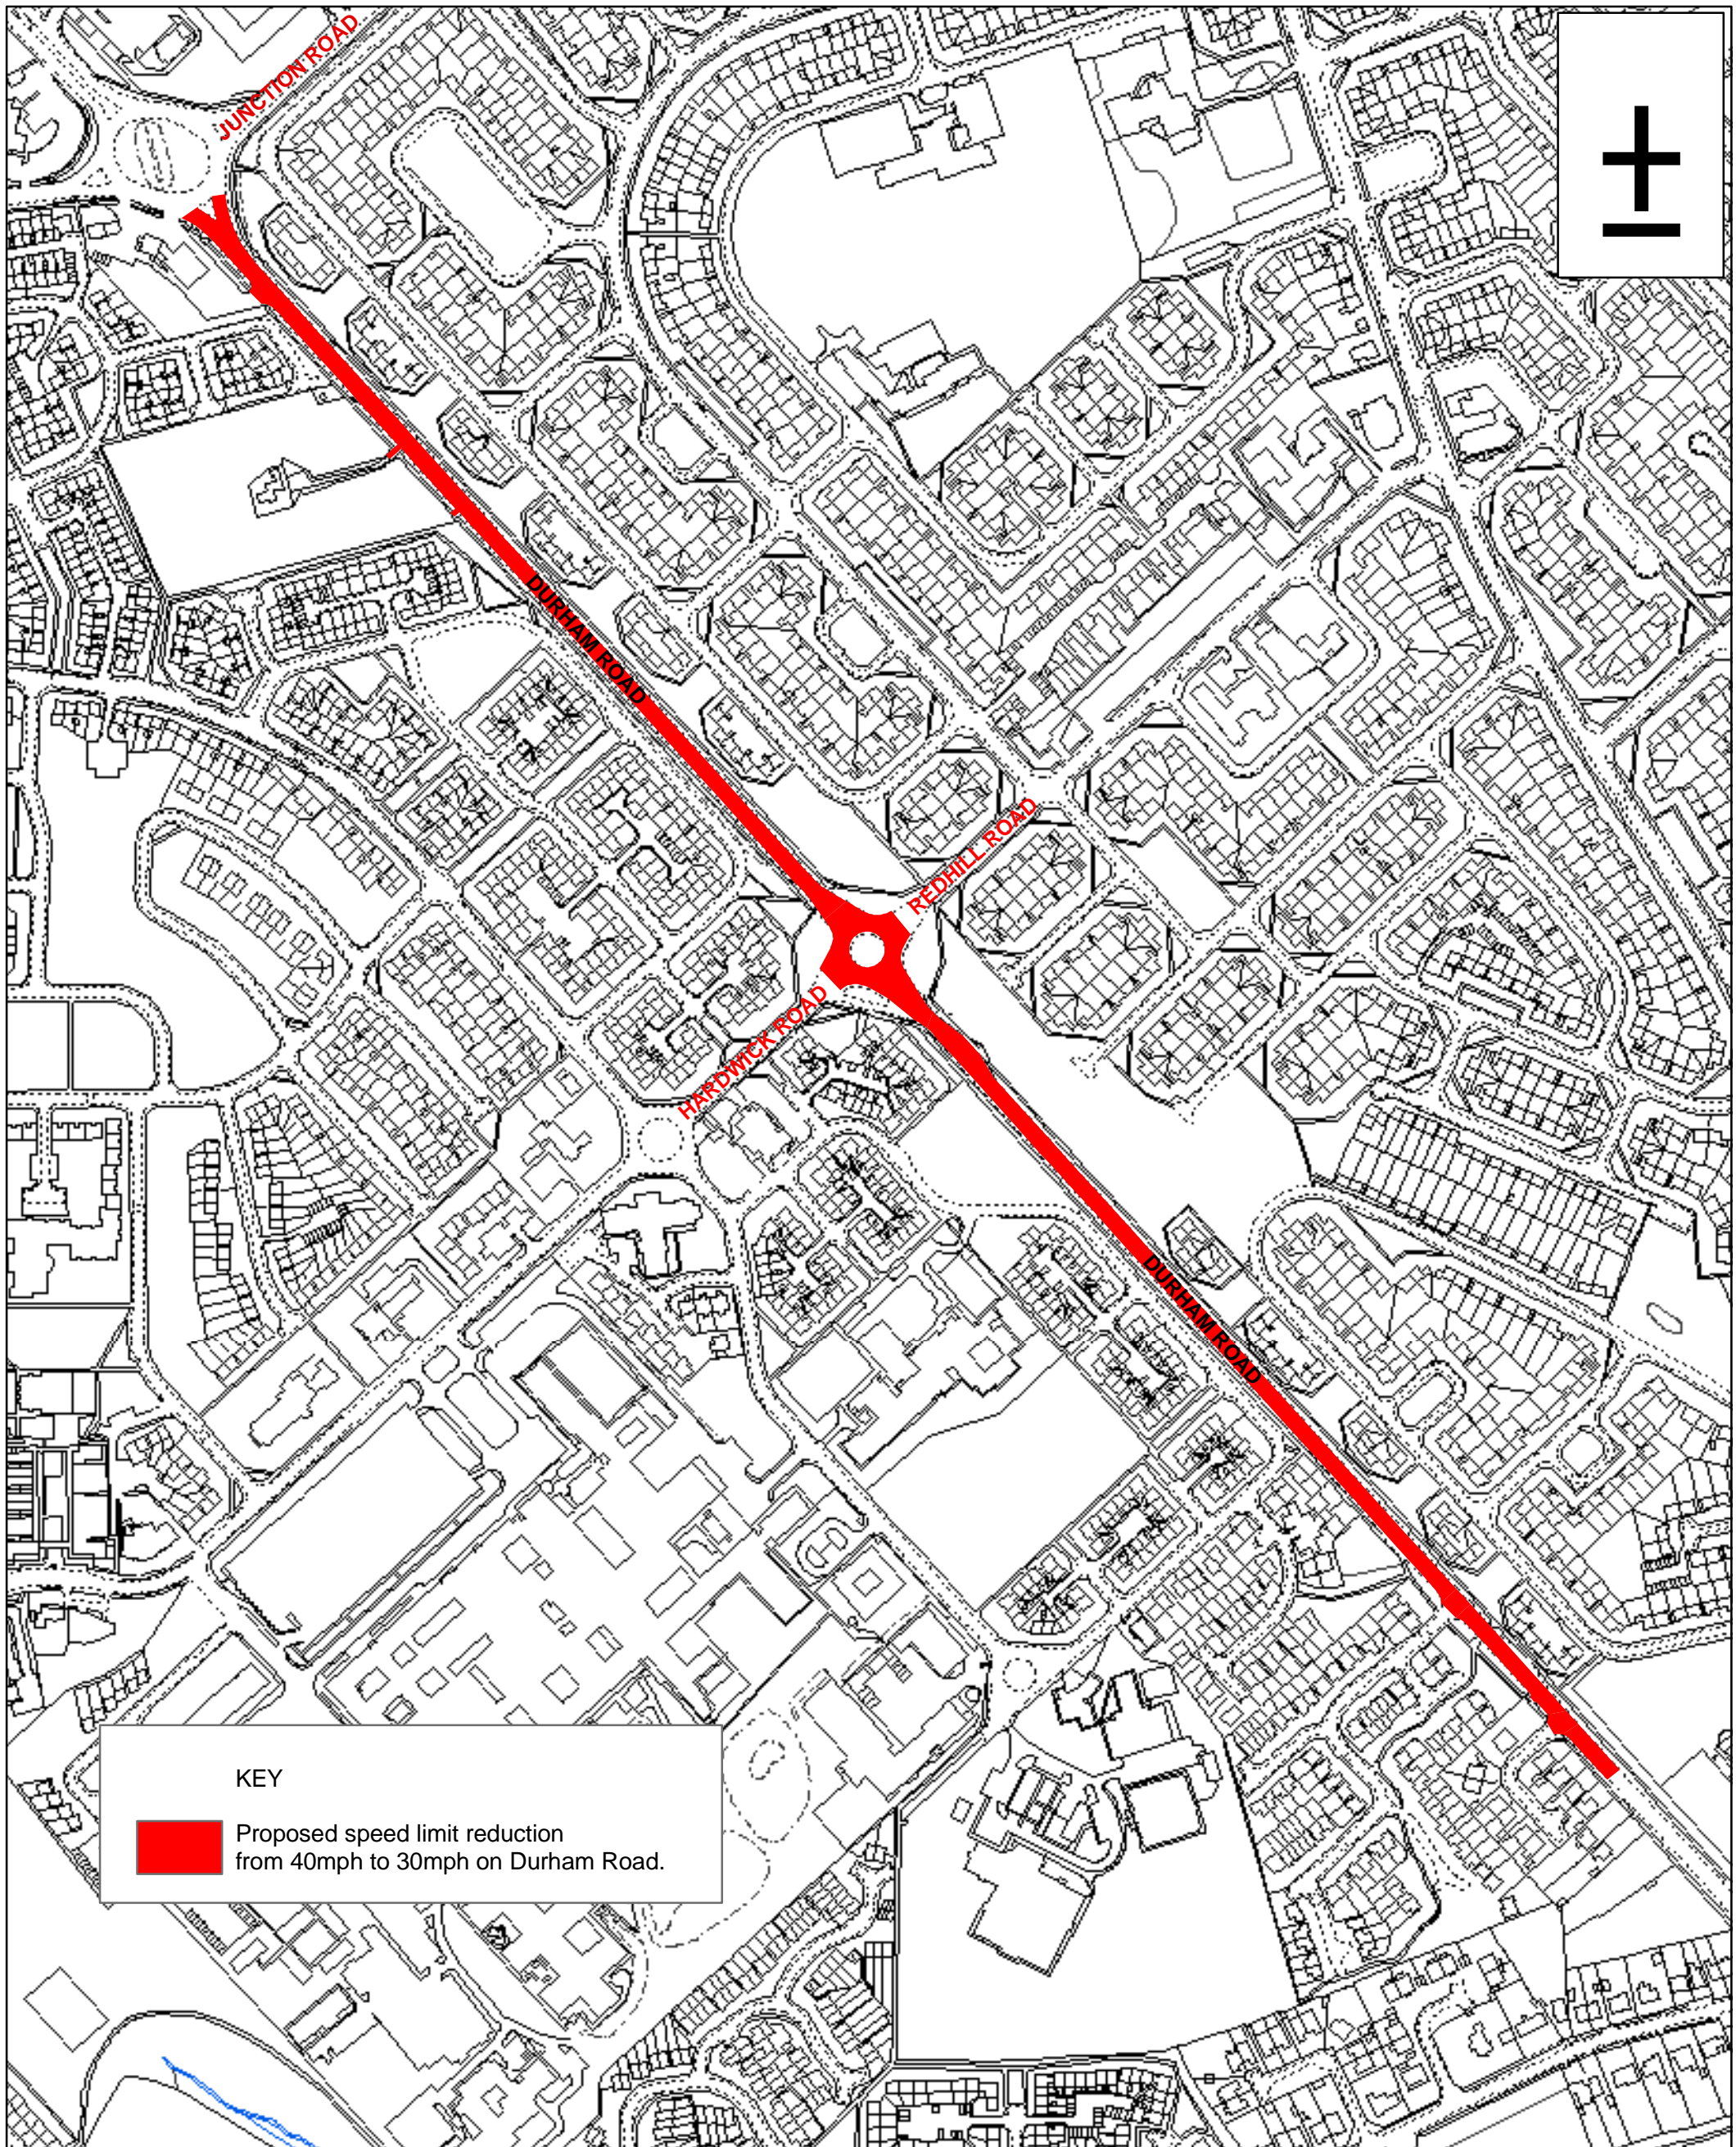 JUNCTION ROAD
±
DURHAM ROAD
REDHILL ROAD
HARDWICK ROAD
DURHAM ROAD
KEY
Proposed speed limit reduction
from 40mph to 30mph on Durham Road.